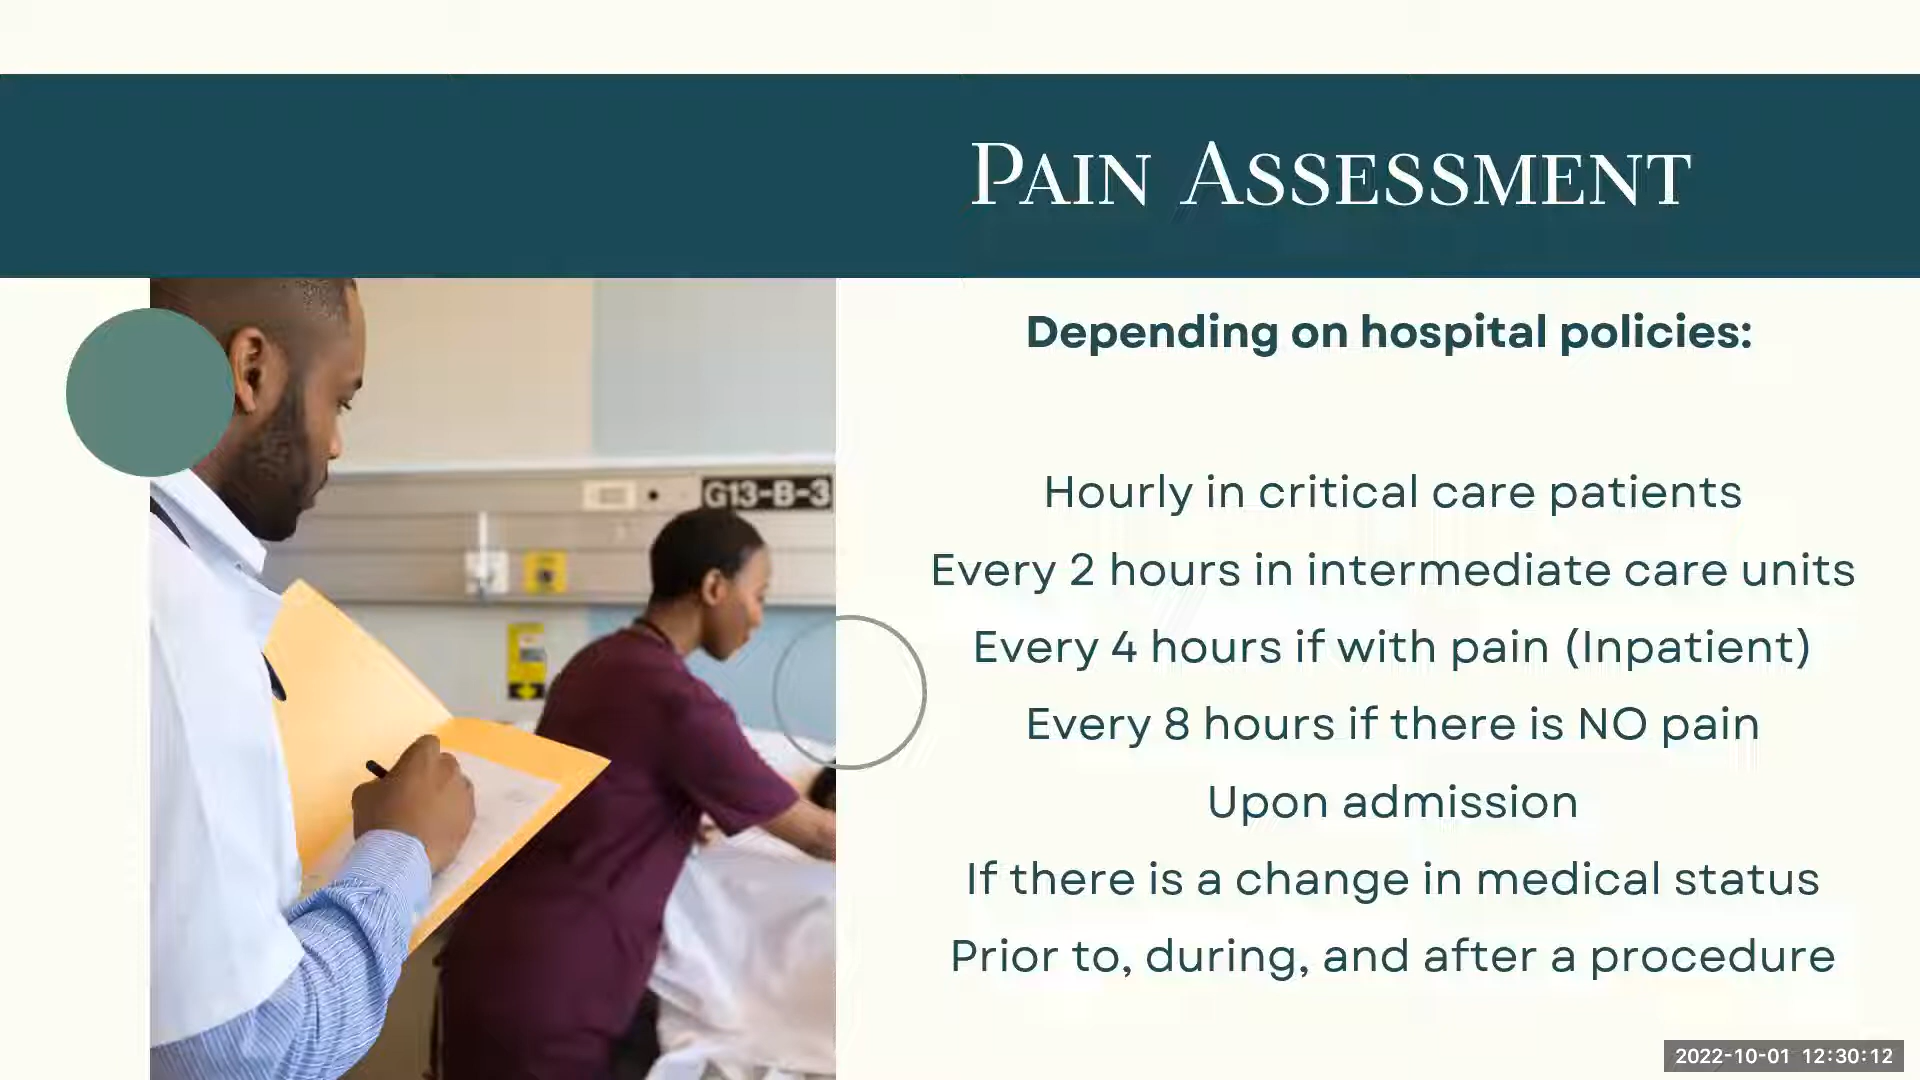 PAIN ASSESSMENT
Depending on hospital policies:
Hourly in critical care patients
Every 2 hours in intermediate care units
Every 4 hours if with pain (Inpatient)
Every 8 hours if there is NO pain
Upon admission
If there is a change in medical status
Prior to, during, and after a procedure
G13-B-3
2022-10-01 12:30:12